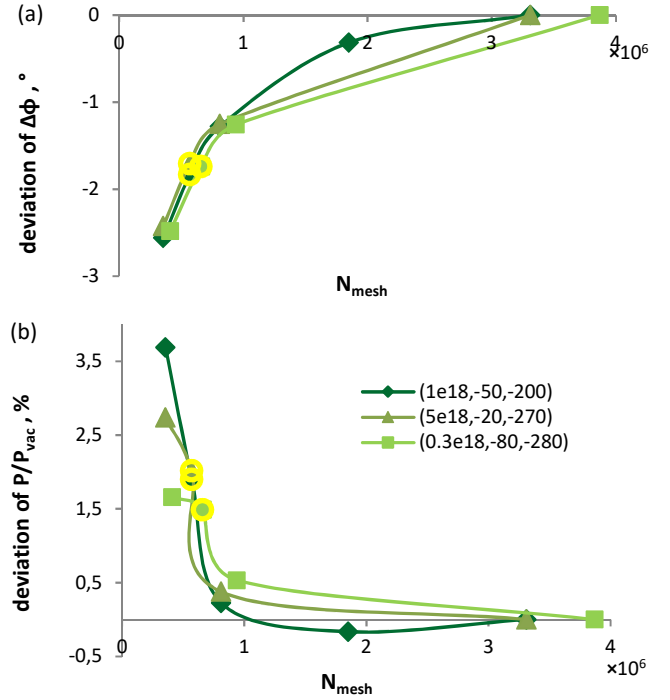 (a)
0
-1
-2
-3
deviation of Δϕ , °
0 1 2 3 4
×10⁶
N_mesh
(b)
3,5
2,5
1,5
0,5
-0,5
deviation of P/P_vac , %
(1e18,-50,-200)
(5e18,-20,-270)
(0.3e18,-80,-280)
0 1 2 3 4
×10⁶
N_mesh